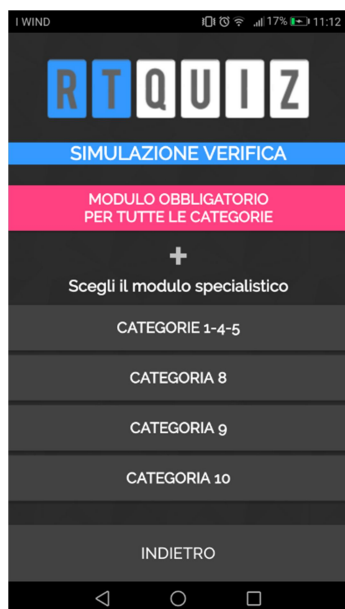 I WIND 17% 11:12
RTQUIZ
SIMULAZIONE VERIFICA
MODULO OBBLIGATORIO
PER TUTTE LE CATEGORIE
+
Scegli il modulo specialistico
CATEGORIE 1-4-5
CATEGORIA 8
CATEGORIA 9
CATEGORIA 10
INDIETRO